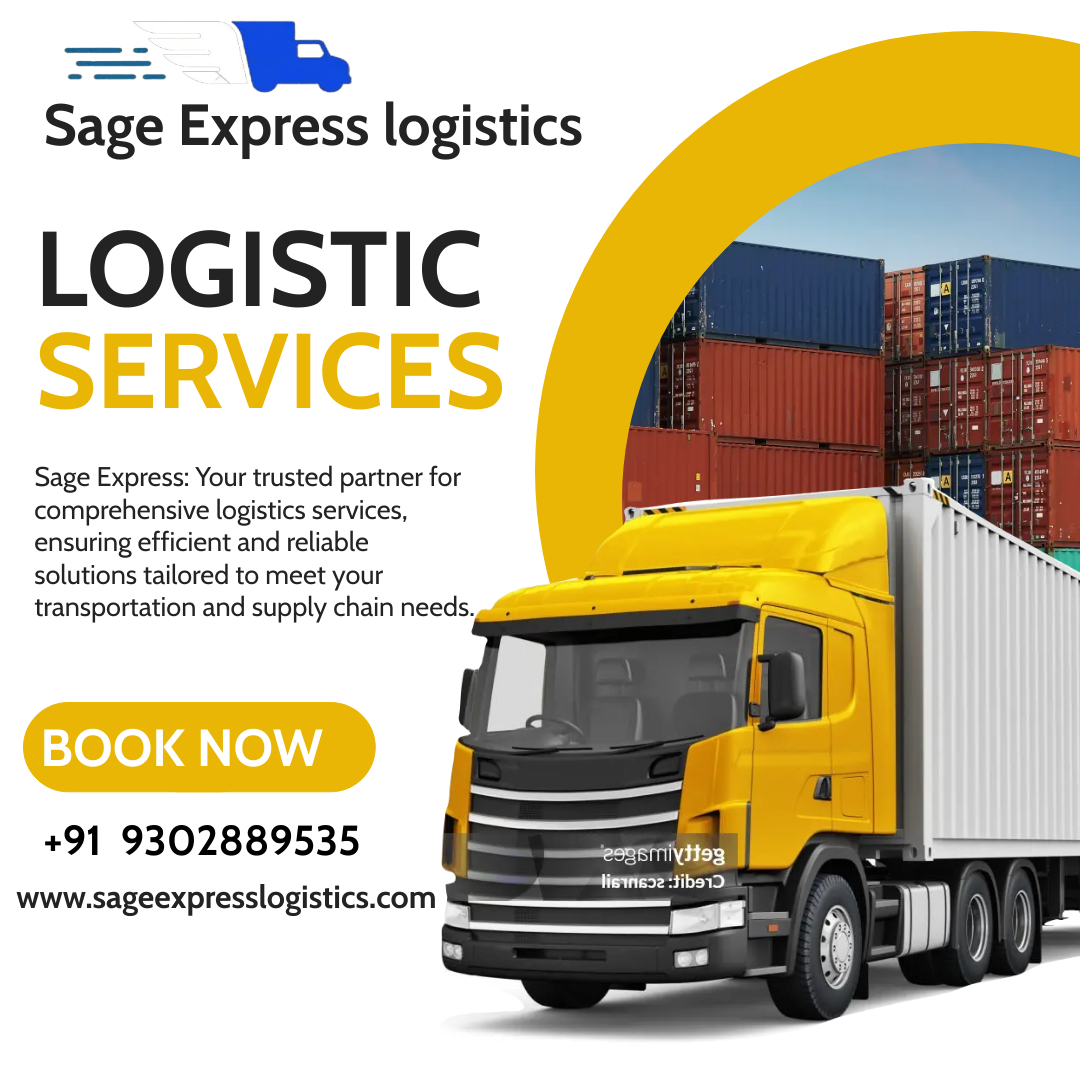 Sage Express logistics
LOGISTIC
SERVICES
Sage Express: Your trusted partner for
comprehensive logistics services,
ensuring efficient and reliable
solutions tailored to meet your
transportation and supply chain needs.
BOOK NOW
+91 9302889535
www.sageexpresslogistics.com
gettyimages®
Credit: scanrail